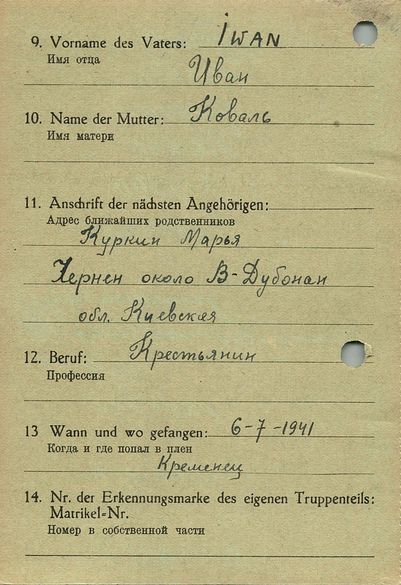 9. Vorname des Vaters: IWAN
Имя отца
Иван
10. Name der Mutter: Коваль
Имя матери
11. Anschrift der nächsten Angehörigen:
Адрес ближайших родственников
Куркин Марья
Чернен около В-Дубонан
обл. Киевская
12. Beruf: Крестьянин
Профессия
13 Wann und wo gefangen: 6-7-1941
Когда и где попал в плен
Кременец
14. Nr. der Erkennungsmarke des eigenen Truppenteils:
Matrikel-Nr.
Номер в собственной части